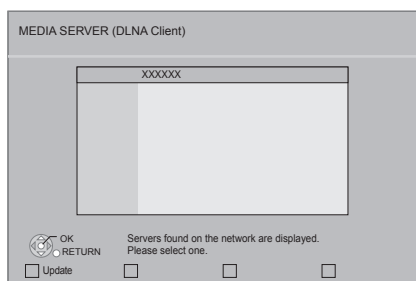 MEDIA SERVER (DLNA Client)
XXXXXX
OK
RETURN
Servers found on the network are displayed.
Please select one.
Update